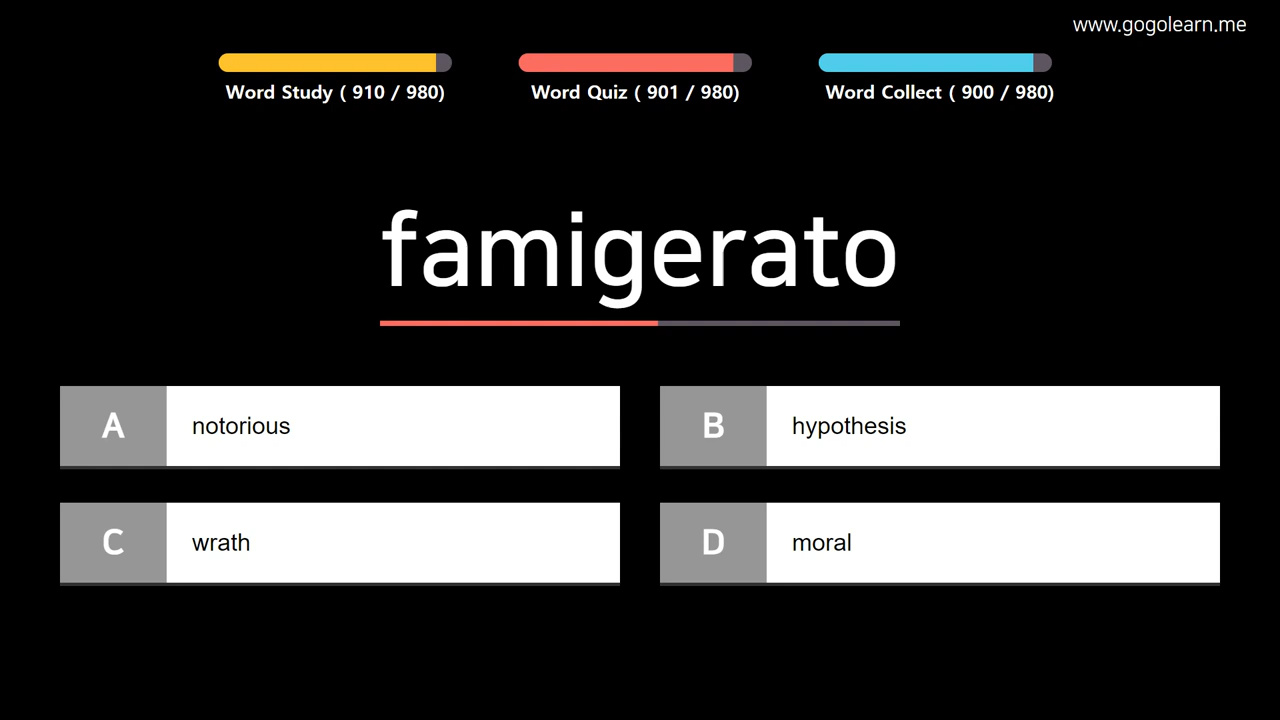 www.gogolearn.me
Word Study ( 910 / 980)
Word Quiz ( 901 / 980)
Word Collect ( 900 / 980)
famigerato
A notorious
B hypothesis
C wrath
D moral